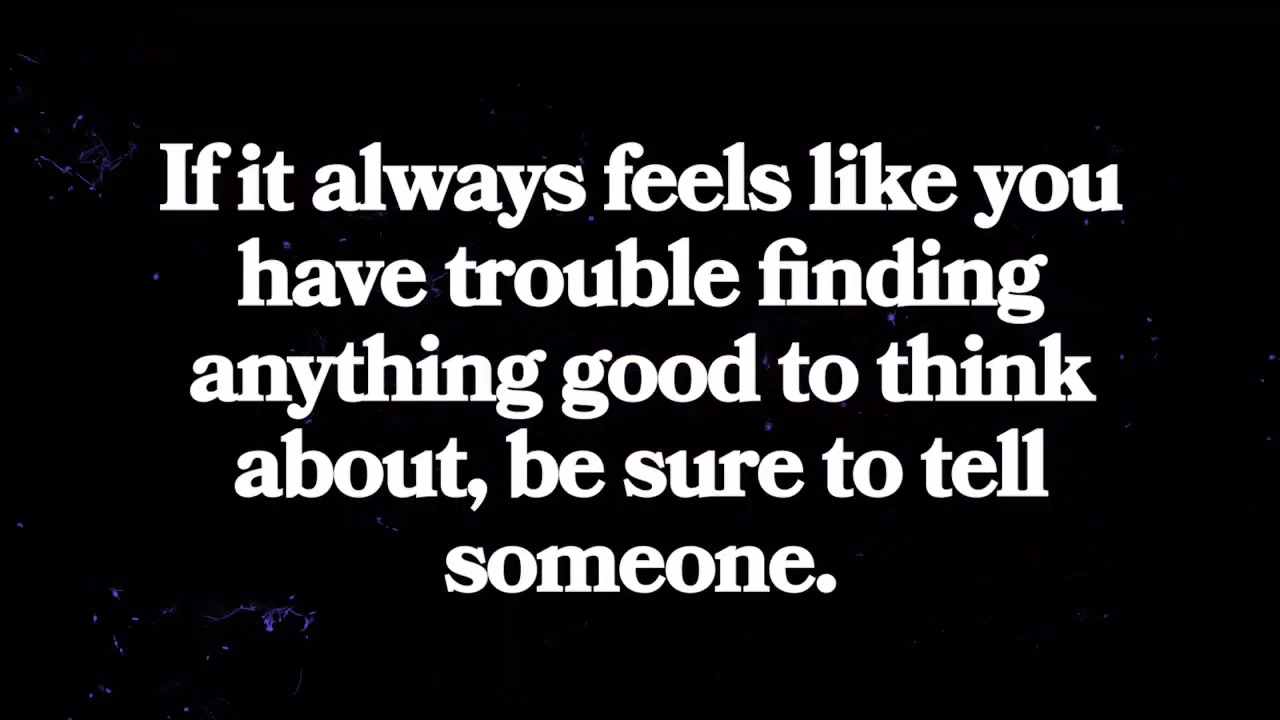 If it always feels like you
have trouble finding
anything good to think
about, be sure to tell
someone.